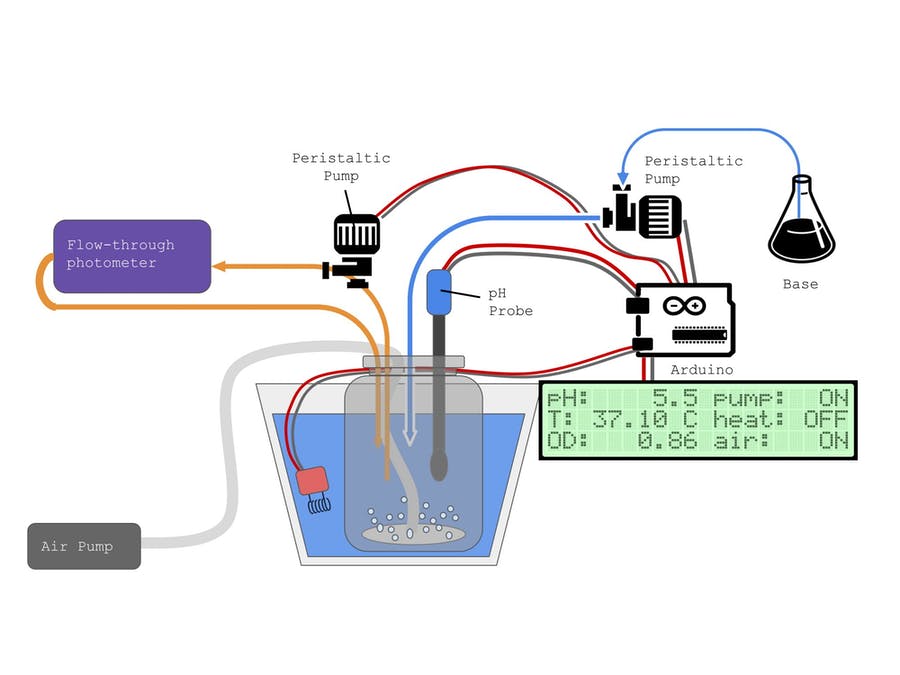 Peristaltic
Pump
Peristaltic
Pump
Flow-through
photometer
pH
Probe
Base
Arduino
pH: 5.5 pump: ON
T: 37.10 C heat: OFF
OD: 0.86 air: ON
Air Pump